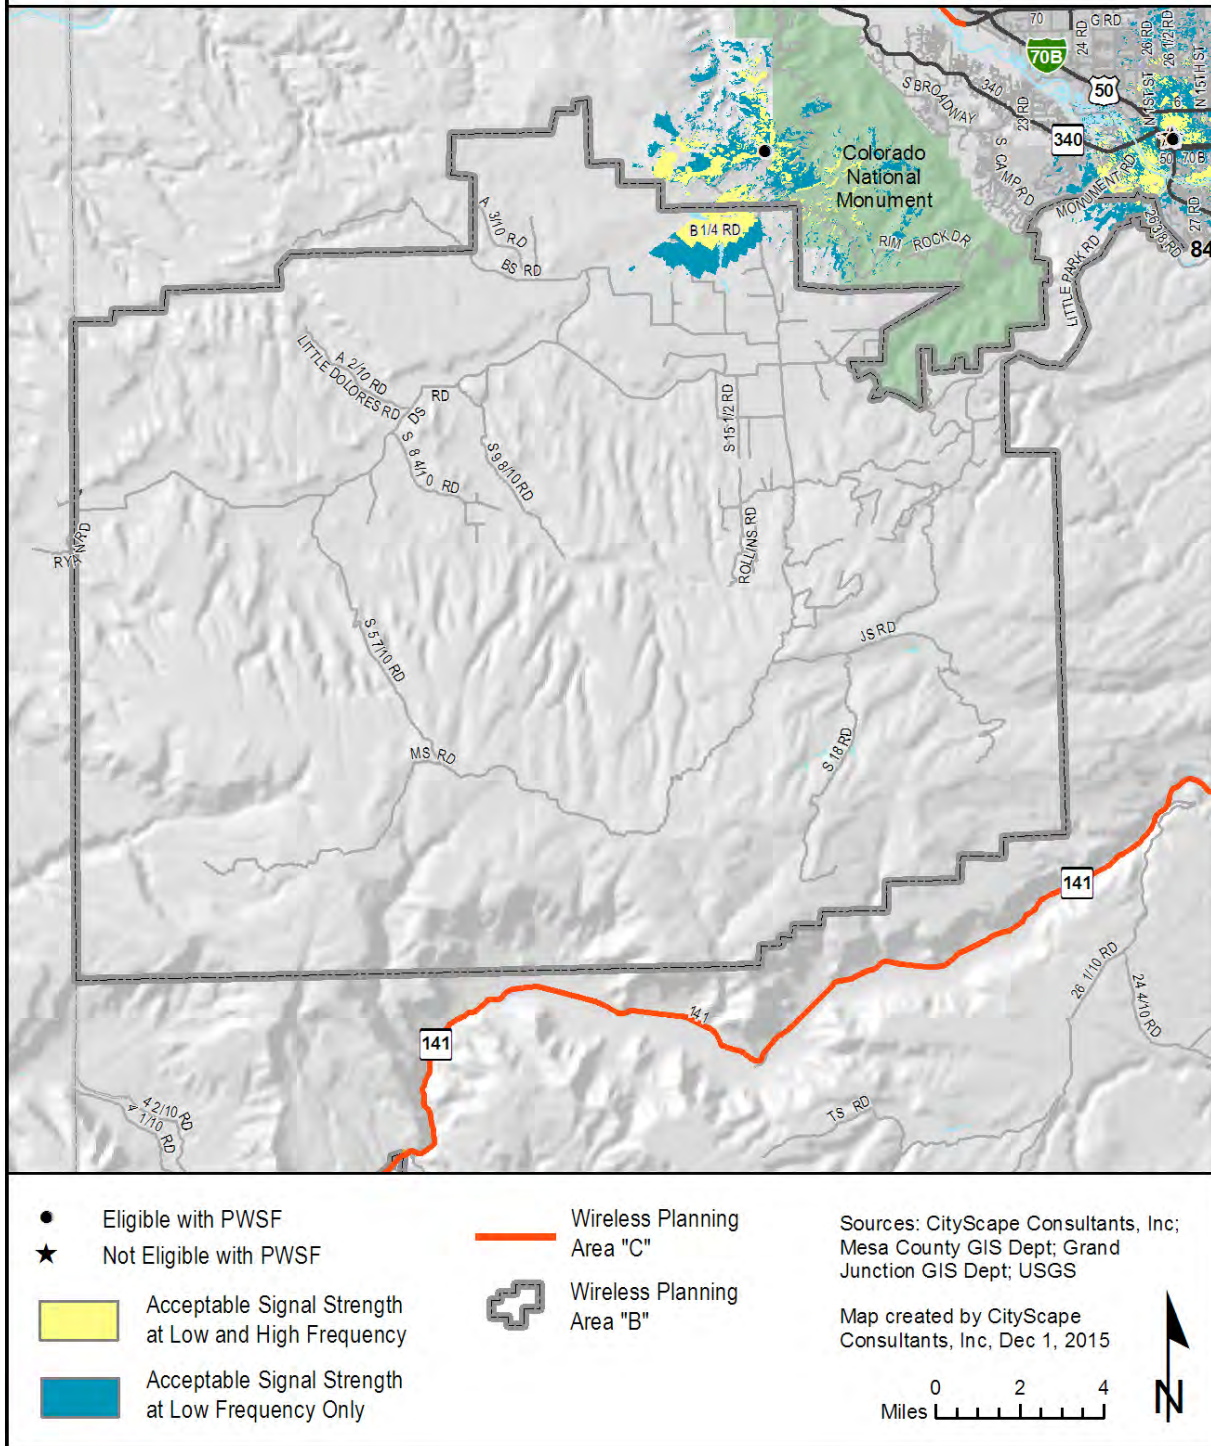 70
G RD
24 RD
26 RD
26 1/2 RD
N 1ST ST
N 15TH ST
70B
50
S BROADWAY
340
23 RD
340
S CAMP RD
MONUMENT RD
50
70B
27 RD
26 3/8 RD
84
LITTLE PARK RD
Colorado
National
Monument
RIM ROCK DR
B 1/4 RD
A 3/10 RD
BS RD
A 2/10 RD
LITTLE DOLORES RD
DS RD
S 8 4/10 RD
S 9 8/10 RD
S 15 1/2 RD
ROLLINS RD
RYAN RD
S 5 7/10 RD
JS RD
S 18 RD
MS RD
141
141
141
26 1/10 RD
24 4/10 RD
TS RD
4 2/10 RD
4 1/10 RD
Eligible with PWSF
Not Eligible with PWSF
Acceptable Signal Strength
at Low and High Frequency
Acceptable Signal Strength
at Low Frequency Only
Wireless Planning
Area "C"
Wireless Planning
Area "B"
Sources: CityScape Consultants, Inc;
Mesa County GIS Dept; Grand
Junction GIS Dept; USGS
Map created by CityScape
Consultants, Inc, Dec 1, 2015
0 2 4
Miles
N